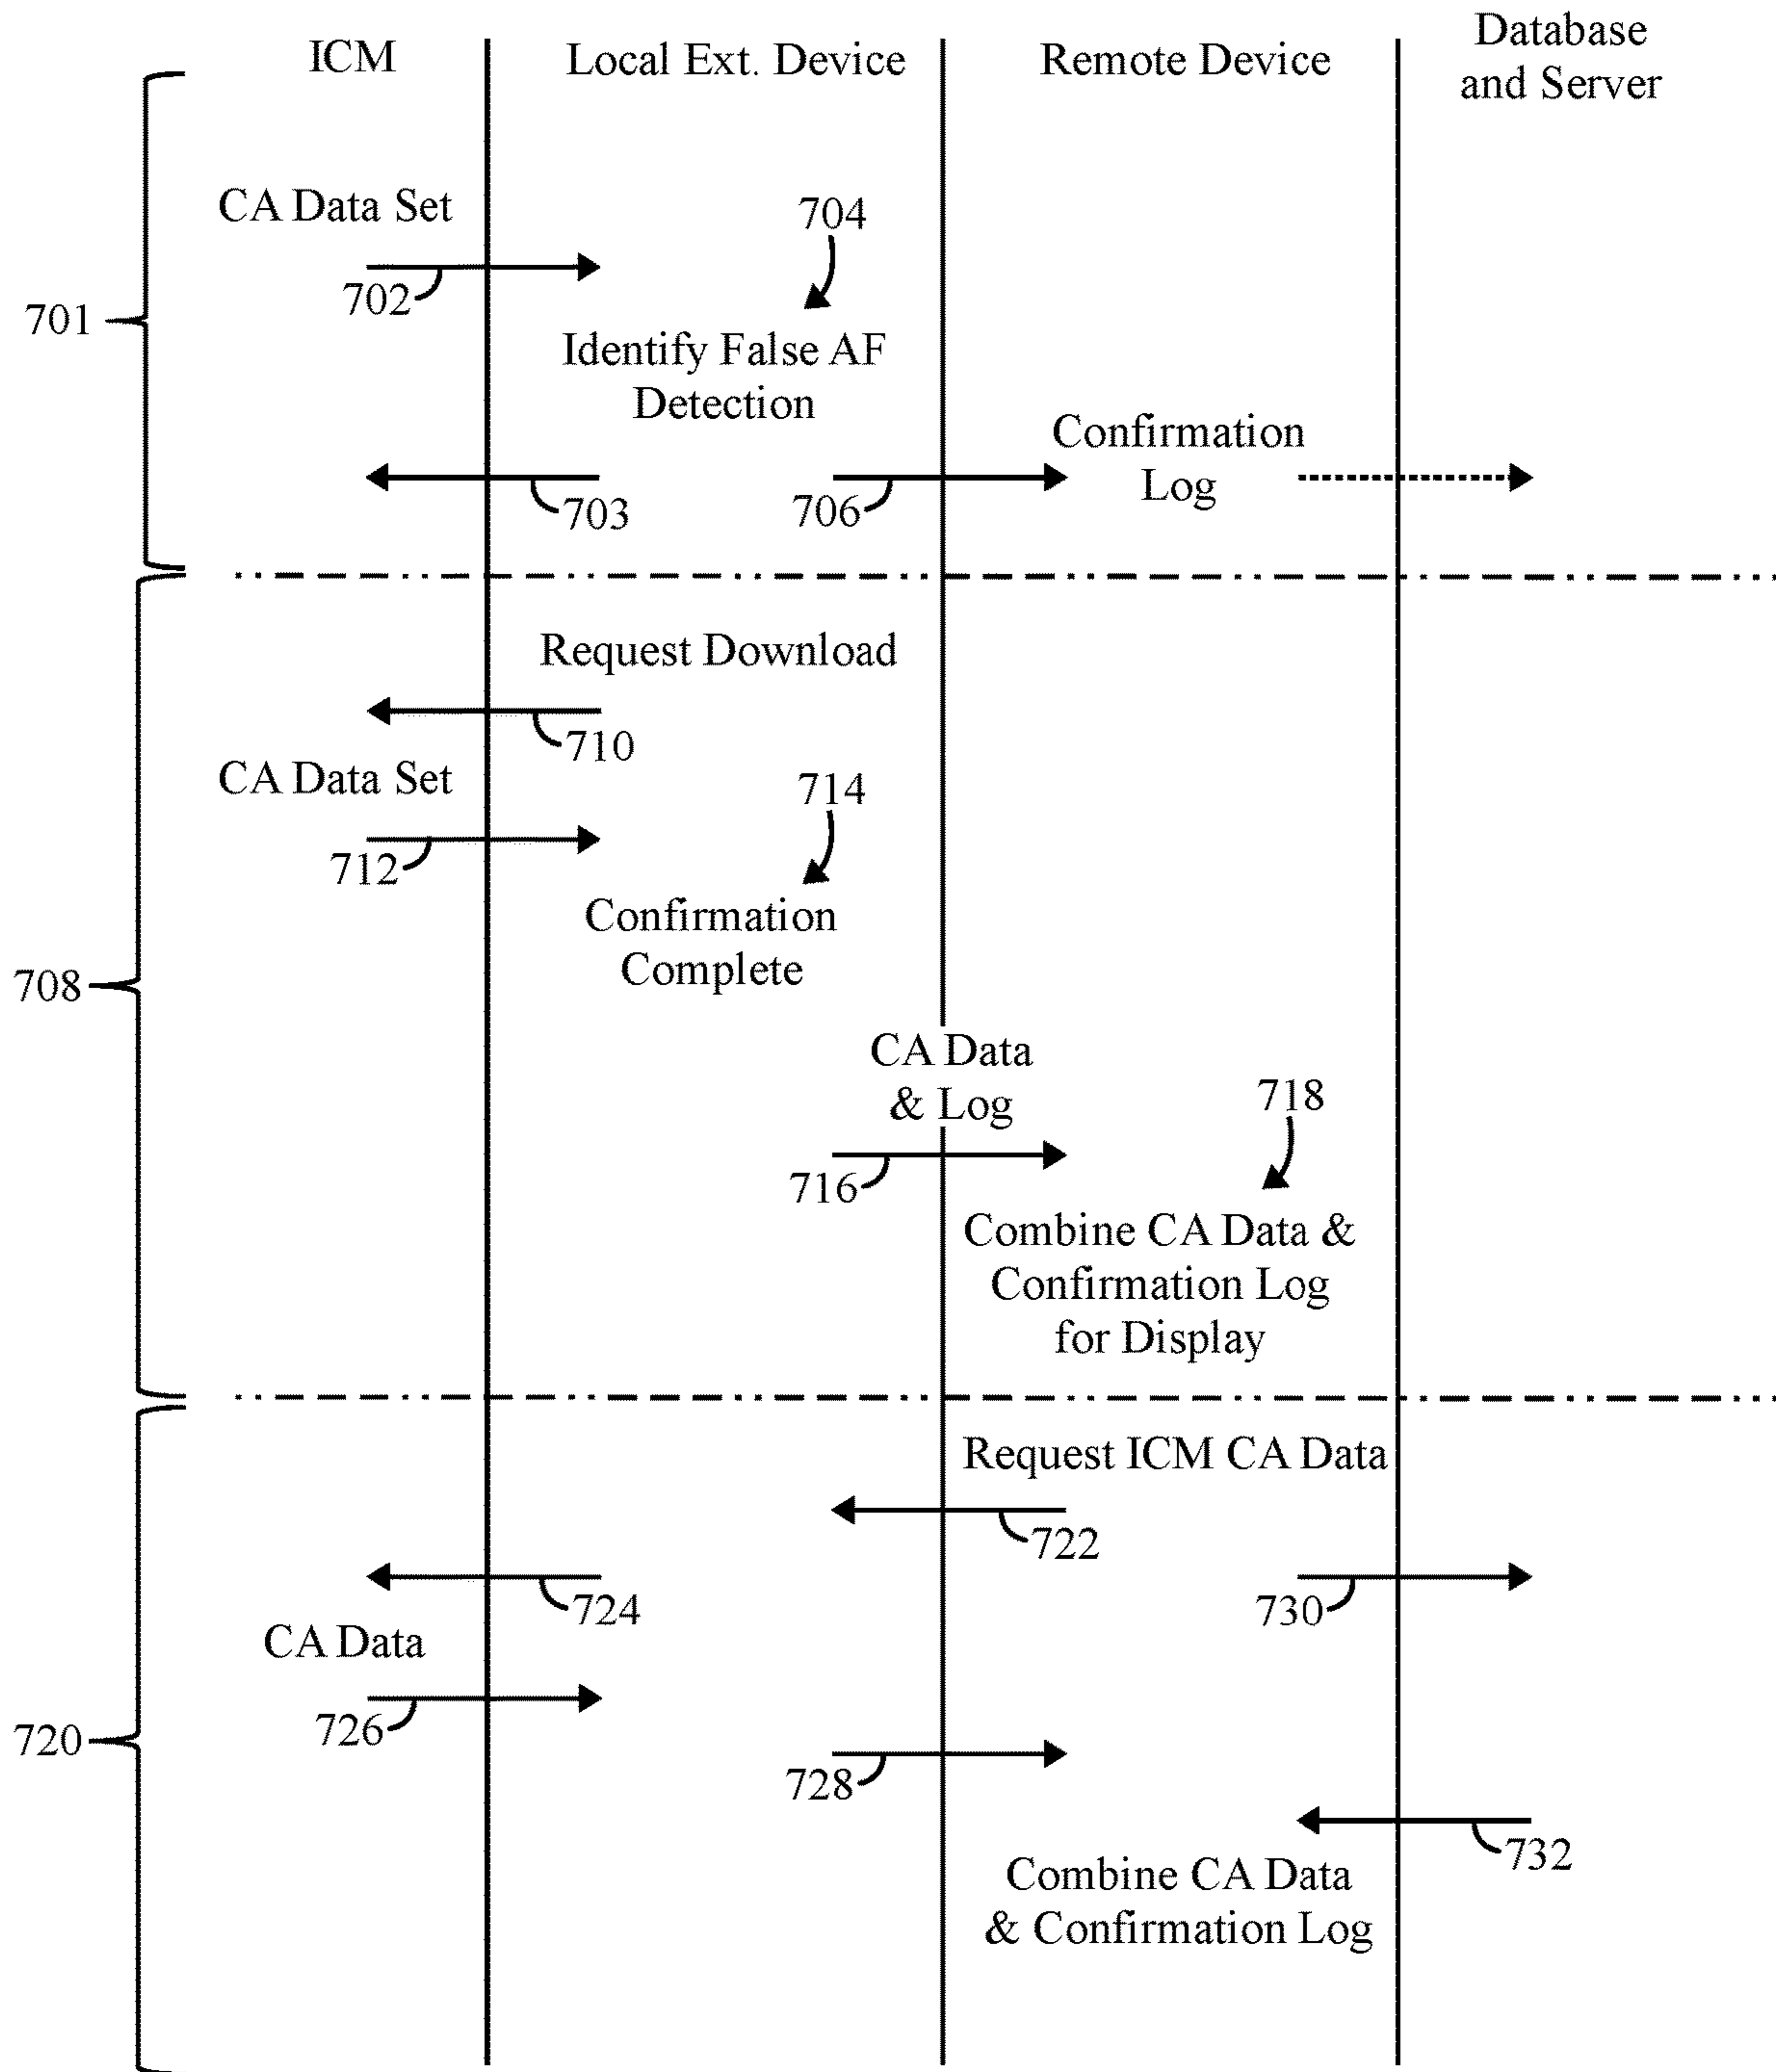 ICM
Local Ext. Device
Remote Device
Database
and Server
CA Data Set
704
702
701
Identify False AF
Detection
Confirmation
Log
703
706
Request Download
710
CA Data Set
714
712
Confirmation
Complete
708
CA Data
& Log
718
716
Combine CA Data &
Confirmation Log
for Display
Request ICM CA Data
722
724
730
CA Data
726
720
728
732
Combine CA Data
& Confirmation Log